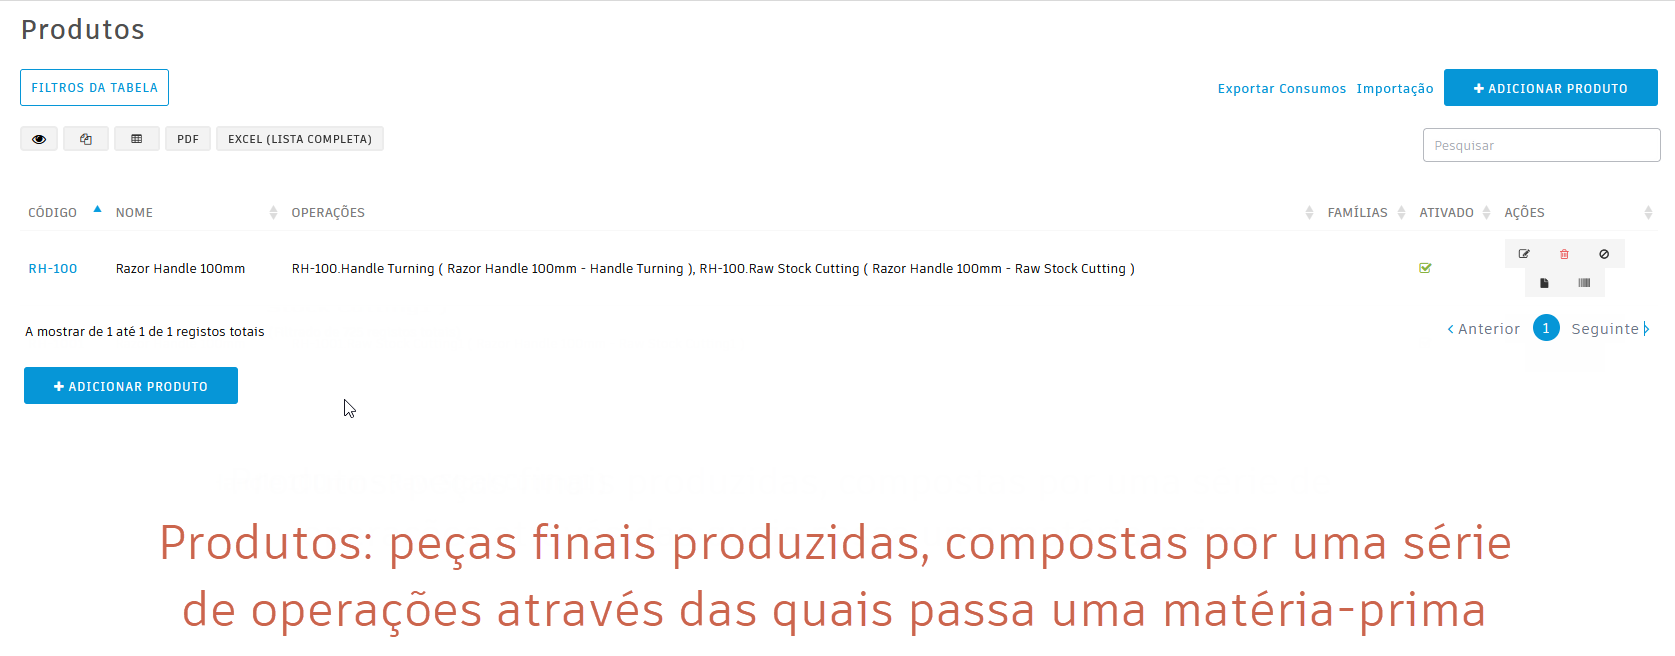 Produtos
FILTROS DA TABELA
Exportar Consumos Importação ADICIONAR PRODUTO
PDF EXCEL (LISTA COMPLETA)
Pesquisar
CÓDIGO NOME OPERAÇÕES FAMÍLIAS ATIVADO AÇÕES
RH-100 Razor Handle 100mm RH-100.Handle Turning ( Razor Handle 100mm - Handle Turning ), RH-100.Raw Stock Cutting ( Razor Handle 100mm - Raw Stock Cutting )
A mostrar de 1 até 1 de 1 registos totais
Anterior 1 Seguinte
ADICIONAR PRODUTO
Produtos: peças finais produzidas, compostas por uma série
de operações através das quais passa uma matéria-prima